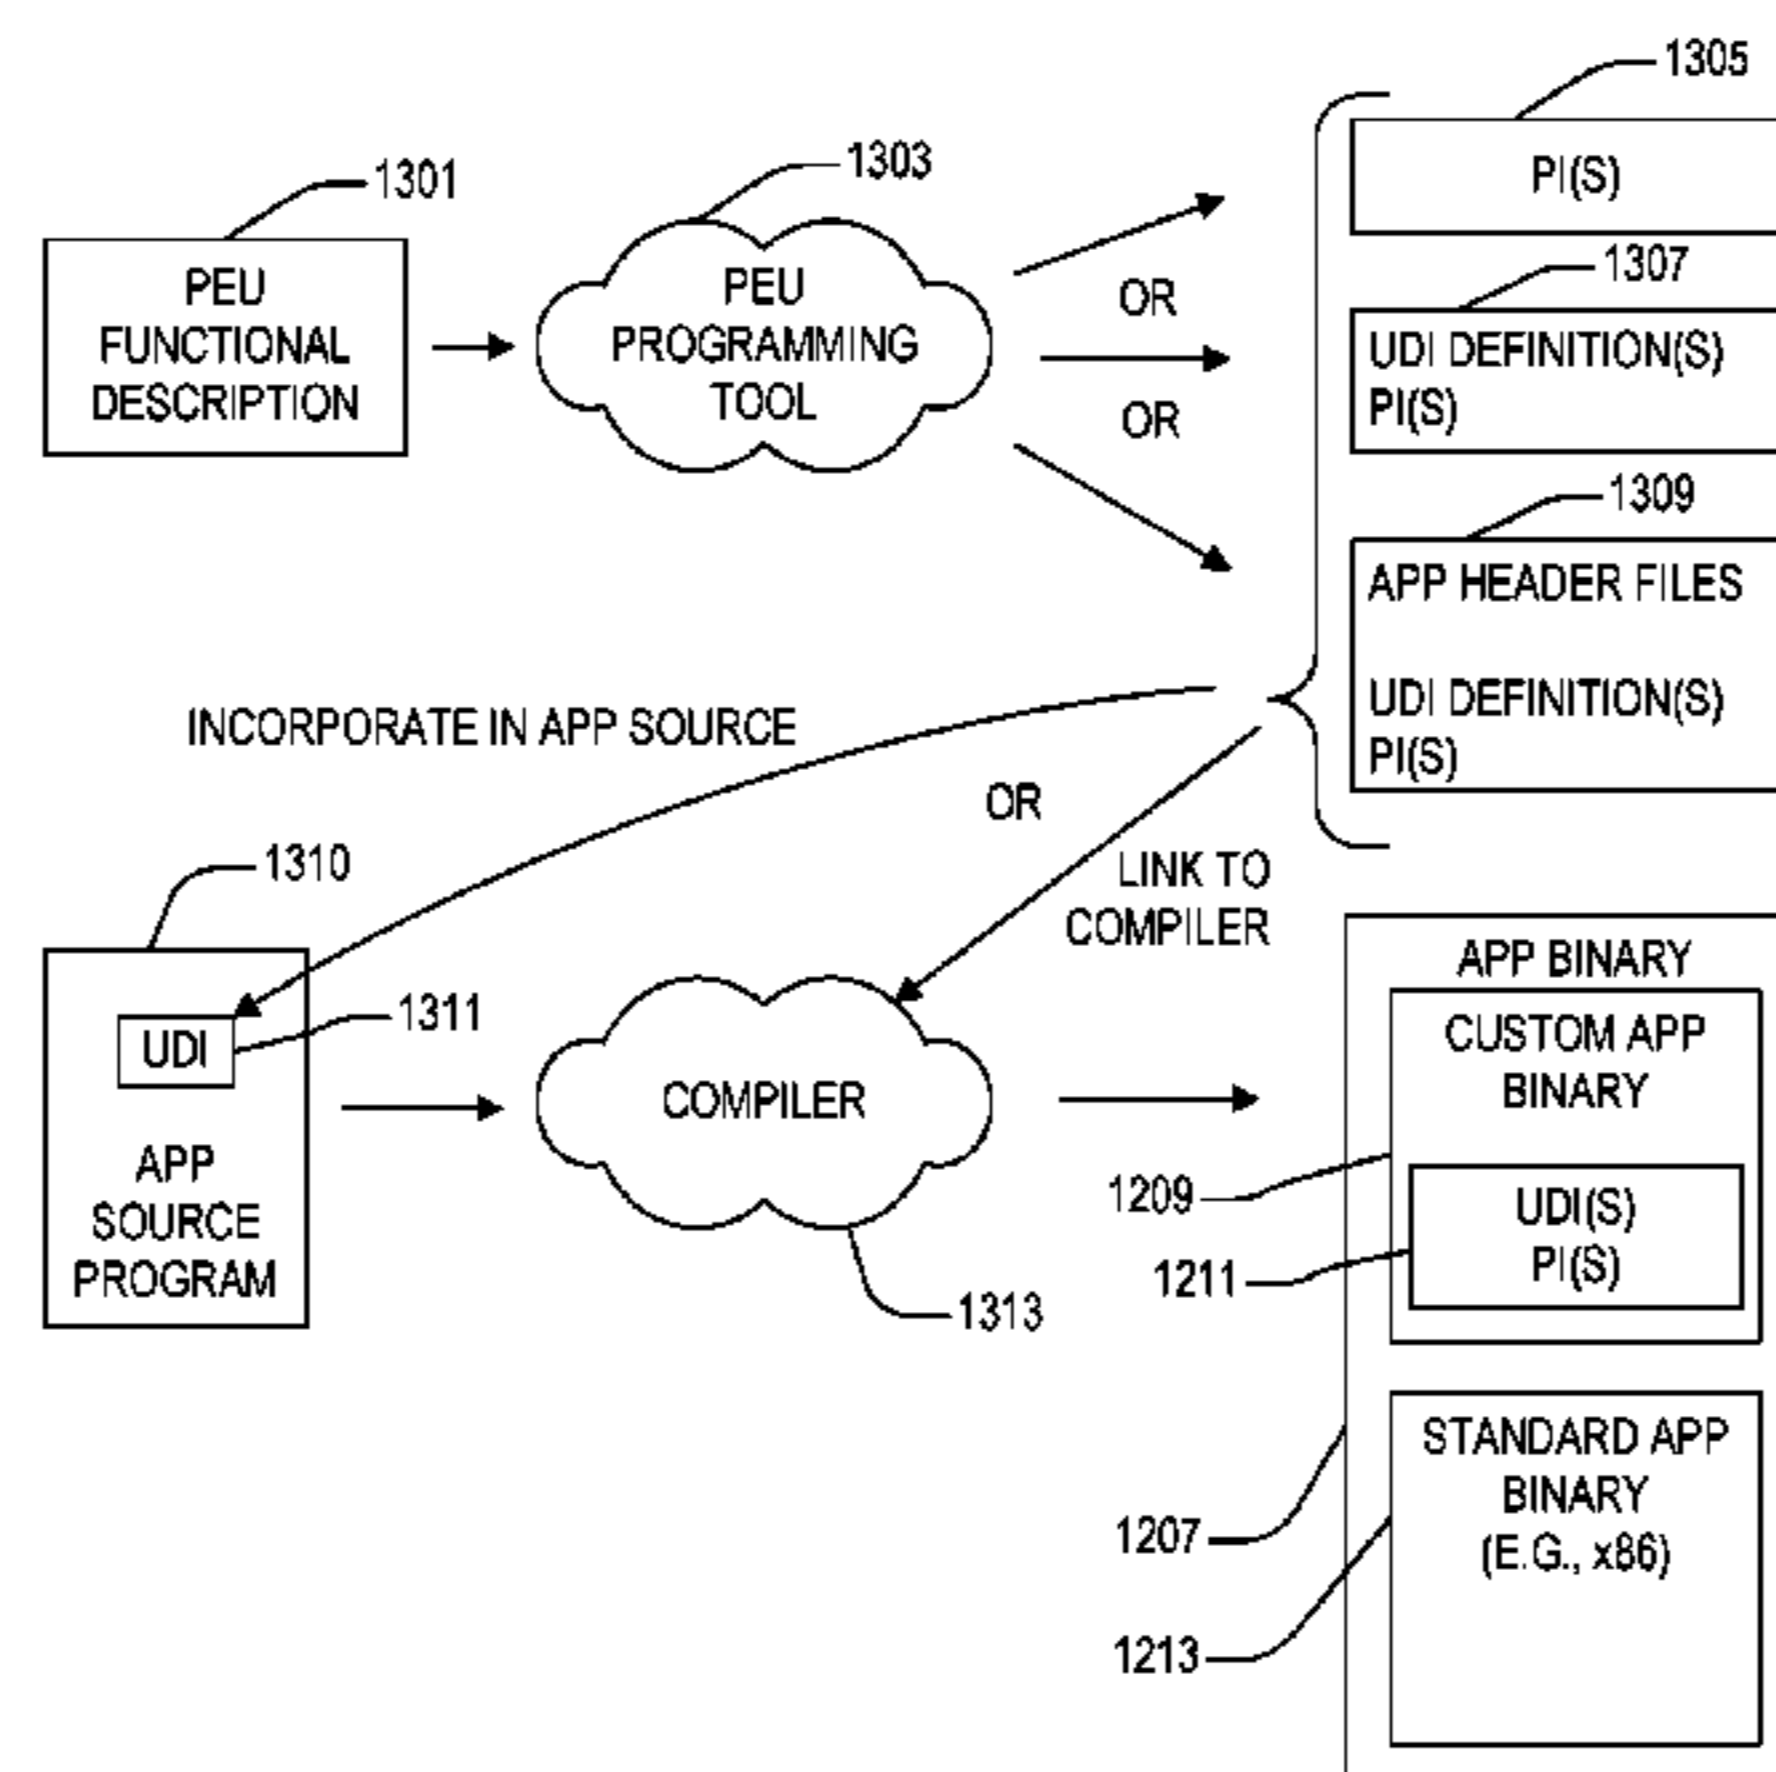 1305
PI(S)
1303
1301
PEU
FUNCTIONAL
DESCRIPTION
PEU
PROGRAMMING
TOOL
OR
OR
1307
UDI DEFINITION(S)
PI(S)
1309
APP HEADER FILES
UDI DEFINITION(S)
PI(S)
INCORPORATE IN APP SOURCE
OR
LINK TO
COMPILER
1310
UDI
1311
APP
SOURCE
PROGRAM
COMPILER
1313
APP BINARY
CUSTOM APP
BINARY
1209
UDI(S)
PI(S)
1211
STANDARD APP
BINARY
(E.G., x86)
1207
1213